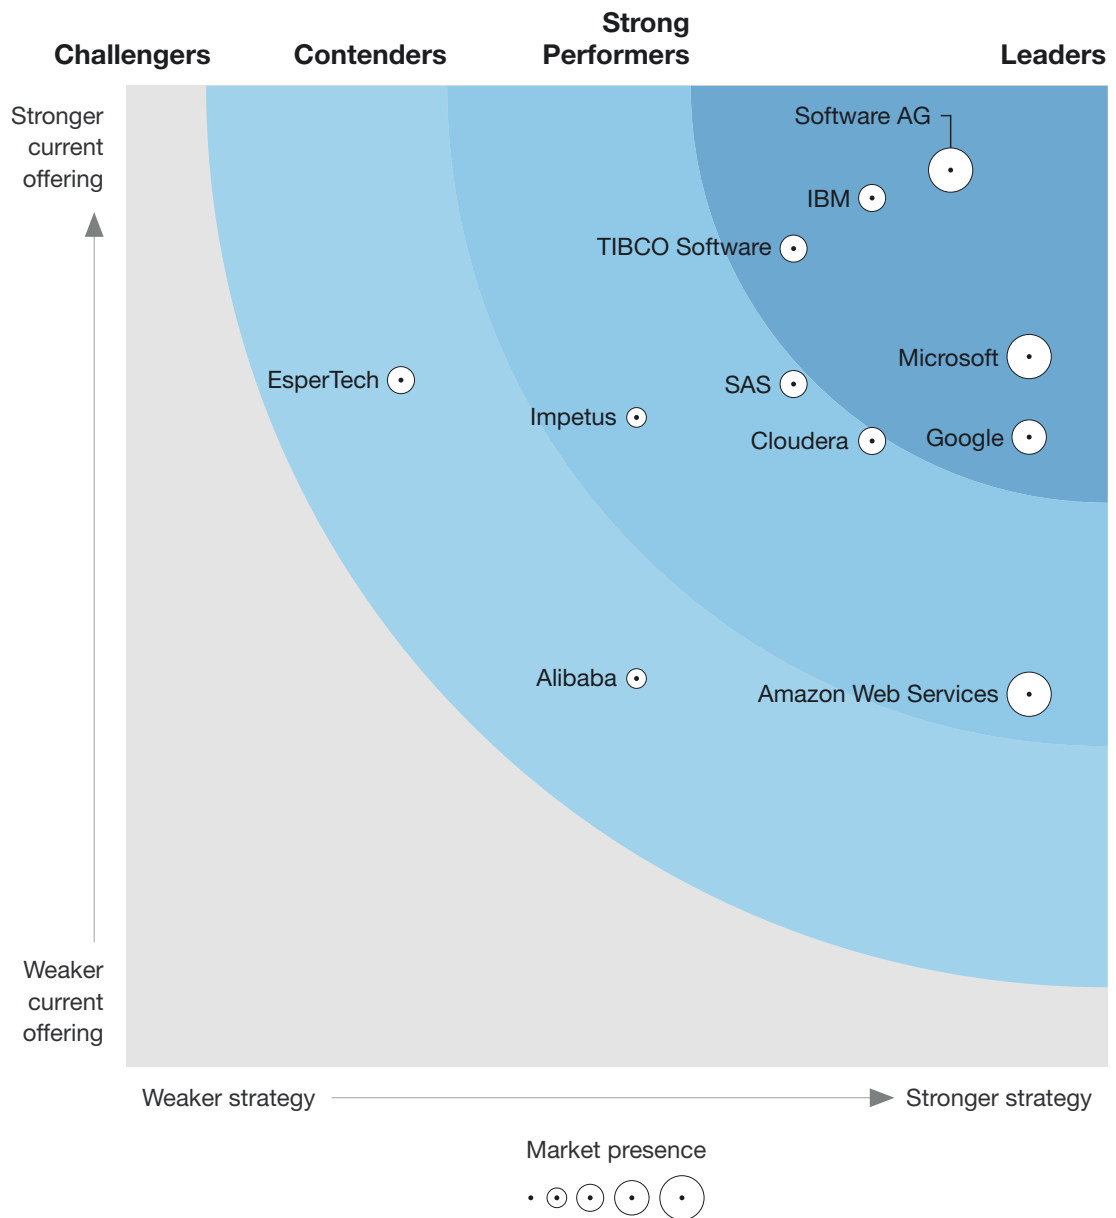 Challengers
Contenders
Strong
Performers
Leaders
Stronger
current
offering
Software AG
IBM
TIBCO Software
Microsoft
EsperTech
SAS
Impetus
Cloudera
Google
Alibaba
Amazon Web Services
Weaker
current
offering
Weaker strategy
Stronger strategy
Market presence